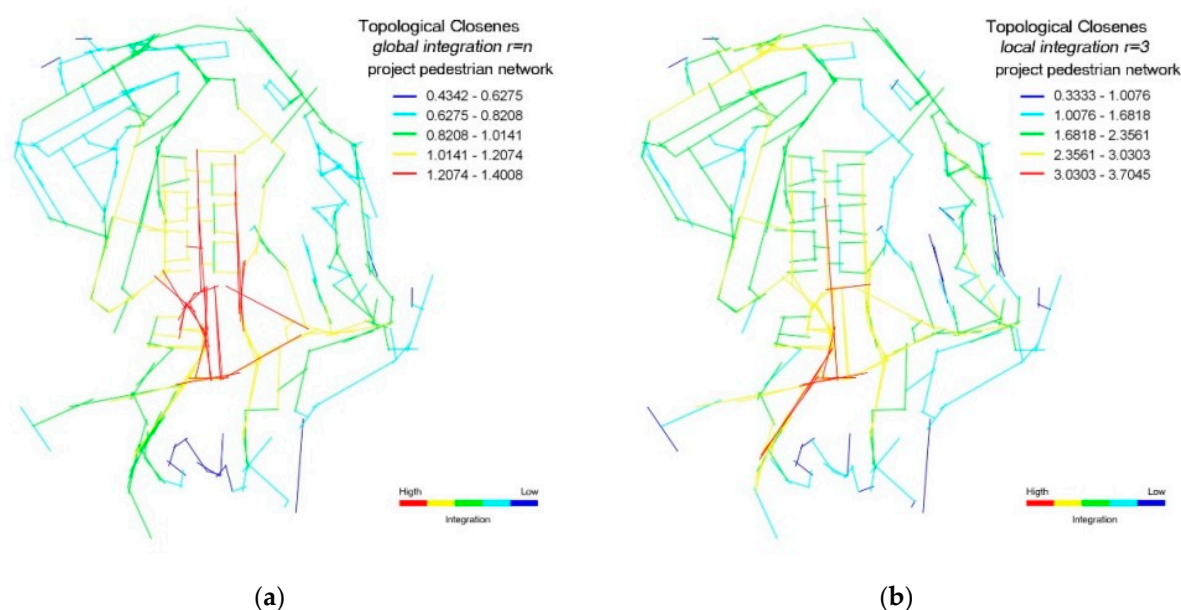 Topological Closenes
global integration r=n
project pedestrian network
0.4342 - 0.6275
0.6275 - 0.8208
0.8208 - 1.0141
1.0141 - 1.2074
1.2074 - 1.4008
Higth Low
Integration
(a)
Topological Closenes
local integration r=3
project pedestrian network
0.3333 - 1.0076
1.0076 - 1.6818
1.6818 - 2.3561
2.3561 - 3.0303
3.0303 - 3.7045
Higth Low
Integration
(b)